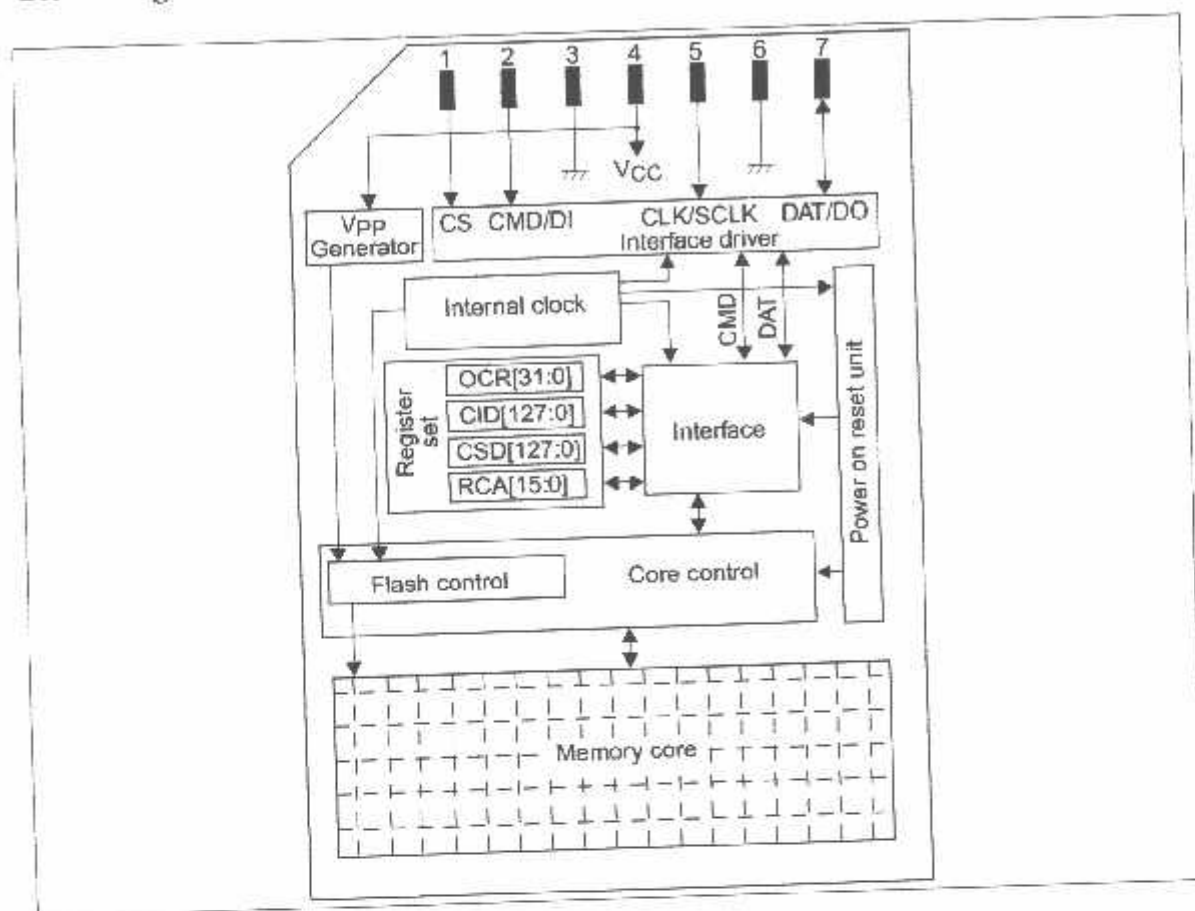 1 2 3 4 5 6 7
VCC
VPP
Generator
CS CMD/DI CLK/SCLK DAT/DO
Interface driver
Internal clock
CMD
DAT
Power on reset unit
Register
set
OCR[31:0]
CID[127:0]
CSD[127:0]
RCA[15:0]
Interface
Flash control
Core control
Memory core